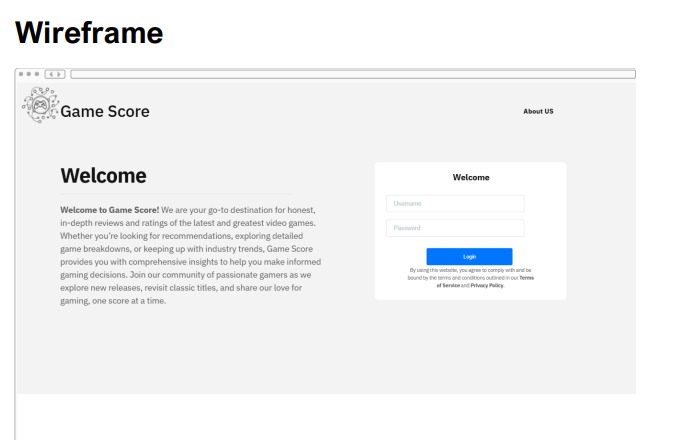 Wireframe
Game Score
About US
Welcome
Welcome to Game Score! We are your go-to destination for honest,
in-depth reviews and ratings of the latest and greatest video games.
Whether you're looking for recommendations, exploring detailed
game breakdowns, or keeping up with industry trends, Game Score
provides you with comprehensive insights to help you make informed
gaming decisions. Join our community of passionate gamers as we
explore new releases, revisit classic titles, and share our love for
gaming, one score at a time.
Welcome
Username
Password
Login
By using this website, you agree to comply with and be
bound by the terms and conditions outlined in our Terms
of Service and Privacy Policy.